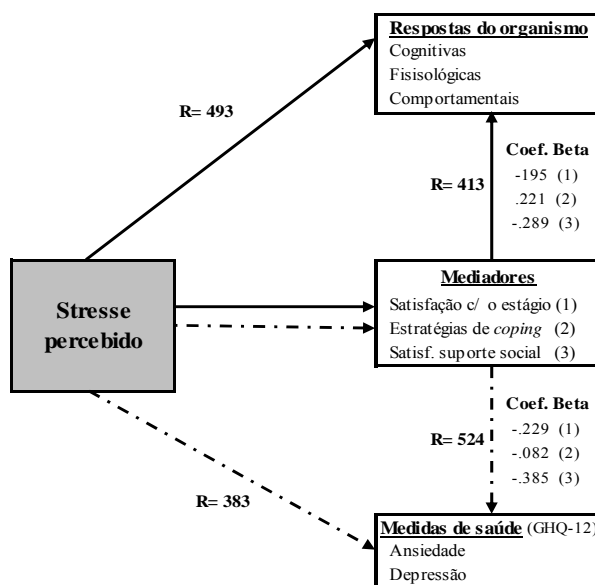 Respostas do organismo
Cognitivas
Fisisológicas
Comportamentais
R= 493
Coef. Beta
-195 (1)
.221 (2)
-.289 (3)
R= 413
Mediadores
Satisfação c/ o estágio (1)
Estratégias de coping (2)
Satisf. suporte social (3)
Stresse
percebido
Coef. Beta
-.229 (1)
-.082 (2)
-.385 (3)
R= 524
R= 383
Medidas de saúde (GHQ-12)
Ansiedade
Depressão